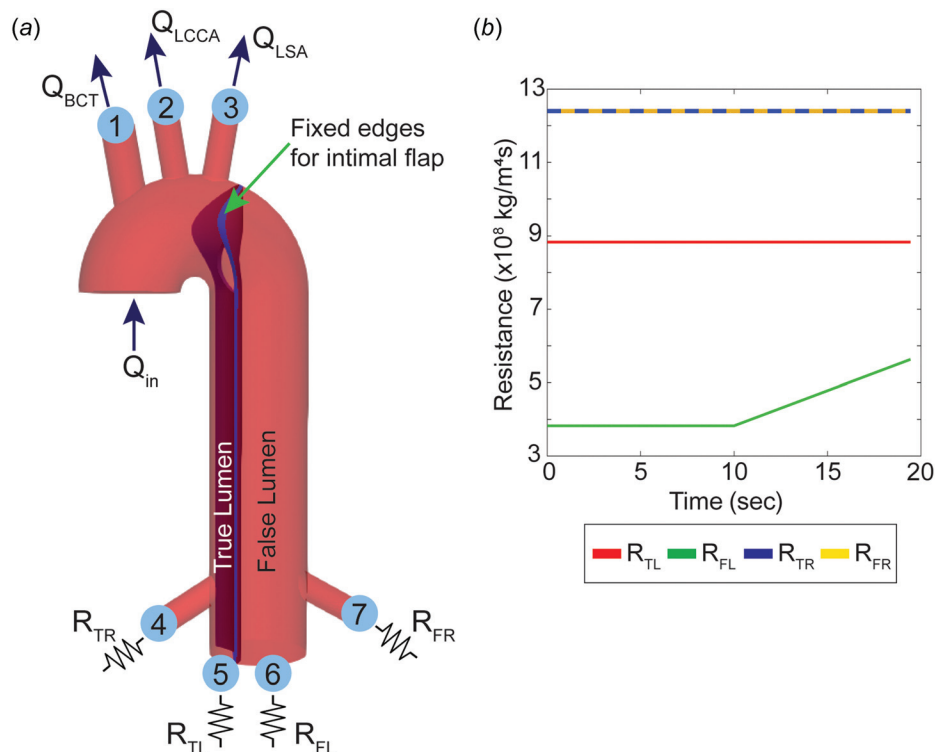 (a)
Q_BCT
Q_LCCA
Q_LSA
1
2
3
Fixed edges
for intimal flap
Q_in
True Lumen
False Lumen
R_TR
4
5
6
7
R_FR
R_TL
R_FL
(b)
Resistance (x10⁸ kg/m⁴s)
13
11
9
7
5
3
0
5
10
15
20
Time (sec)
R_TL
R_FL
R_TR
R_FR